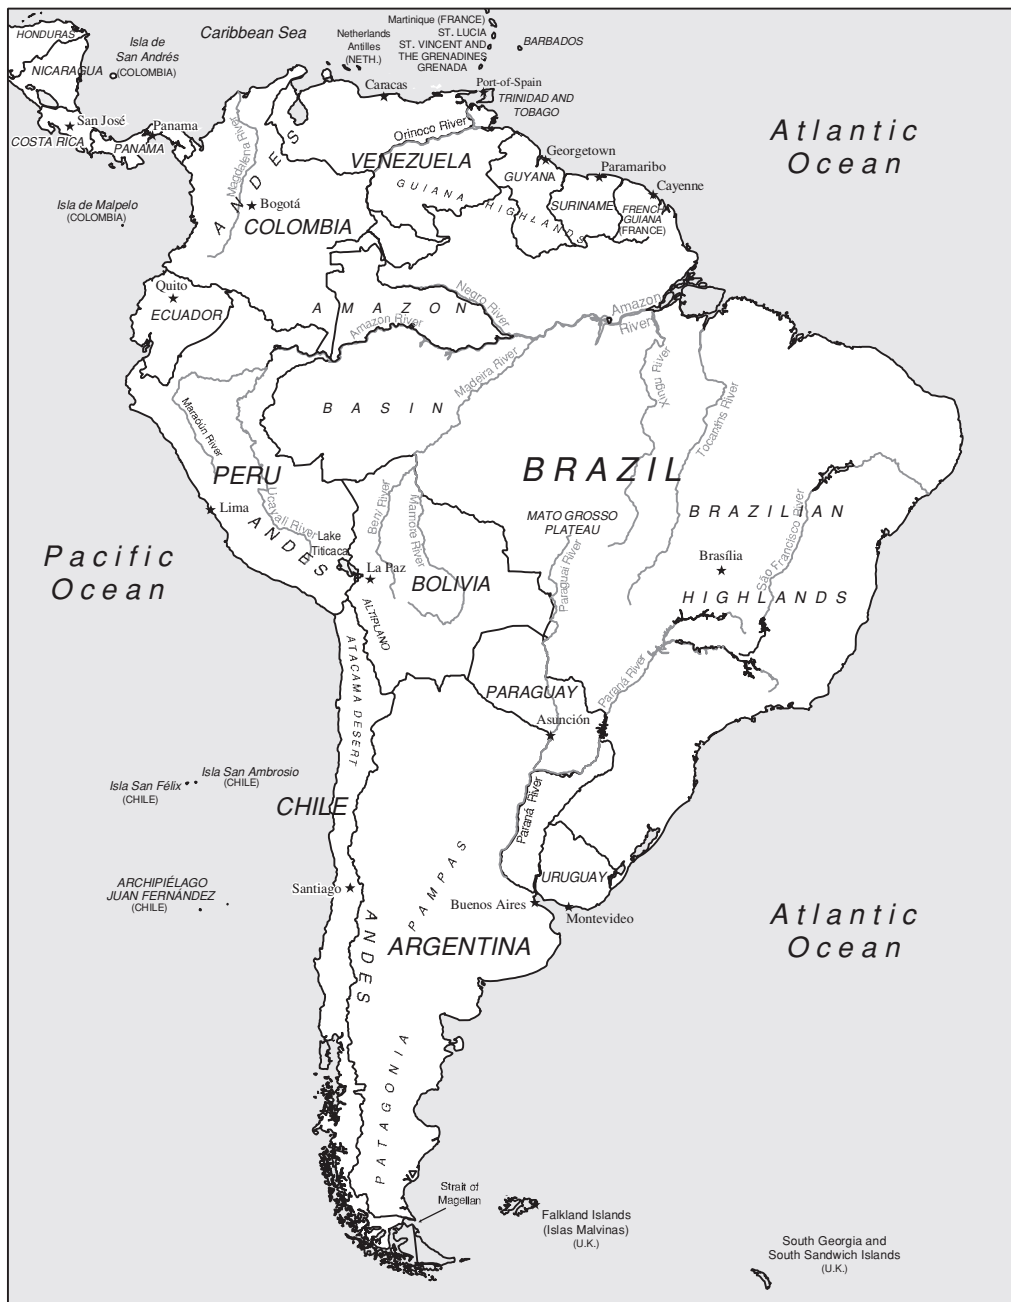 HONDURAS
Isla de
San Andrés
(COLOMBIA)
Caribbean Sea
Netherlands
Antilles
(NETH.)
Martinique (FRANCE)
ST. LUCIA
ST. VINCENT AND
THE GRENADINES
GRENADA
BARBADOS
NICARAGUA
Caracas
Port-of-Spain
TRINIDAD AND
TOBAGO
San José
Panama
COSTA RICA
PANAMA
Magdalena River
Orinoco River
VENEZUELA
Atlantic
Ocean
Georgetown
GUYANA
Paramaribo
SURINAME
Cayenne
FRENCH
GUIANA
(FRANCE)
GUIANA HIGHLANDS
Isla de Malpelo
(COLOMBIA)
ANDES
Bogotá
COLOMBIA
Quito
ECUADOR
AMAZON
Negro River
Amazon River
Amazon
River
Madeira River
Xingu River
Tocantins River
BASIN
Maraóún River
PERU
Ucayali River
Lima
ANDES
Lake
Titicaca
Beni River
Mamore River
La Paz
BOLIVIA
BRAZIL
MATO GROSSO
PLATEAU
BRAZILIAN
Brasília
HIGHLANDS
São Francisco River
Paraguai River
Pacific
Ocean
ALTIPLANO
ATACAMA DESERT
PARAGUAY
Asunción
Paraná River
Isla San Félix
(CHILE)
Isla San Ambrosio
(CHILE)
CHILE
Paraná River
ARCHIPIÉLAGO
JUAN FERNÁNDEZ
(CHILE)
Santiago
PAMPAS
URUGUAY
Buenos Aires
Montevideo
ANDES
ARGENTINA
Atlantic
Ocean
PATAGONIA
Strait of
Magellan
Falkland Islands
(Islas Malvinas)
(U.K.)
South Georgia and
South Sandwich Islands
(U.K.)